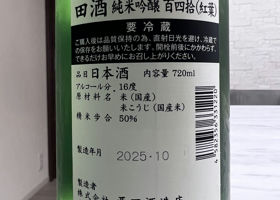 田酒 純米吟醸 百四拾(紅葉)
要冷蔵
ご購入後は品質保持の為、直射日光を避け、冷蔵で
の保存をお願いいたします。開栓前後にかかわらず、
できるだけお早めにお召し上がりください。
品目 日本酒 内容量 720ml
アルコール分、16度
原材料名 米(国産)
米こうじ(国産米)
精米歩合 50%
製造年月 2025-10
製造者
4582356331220